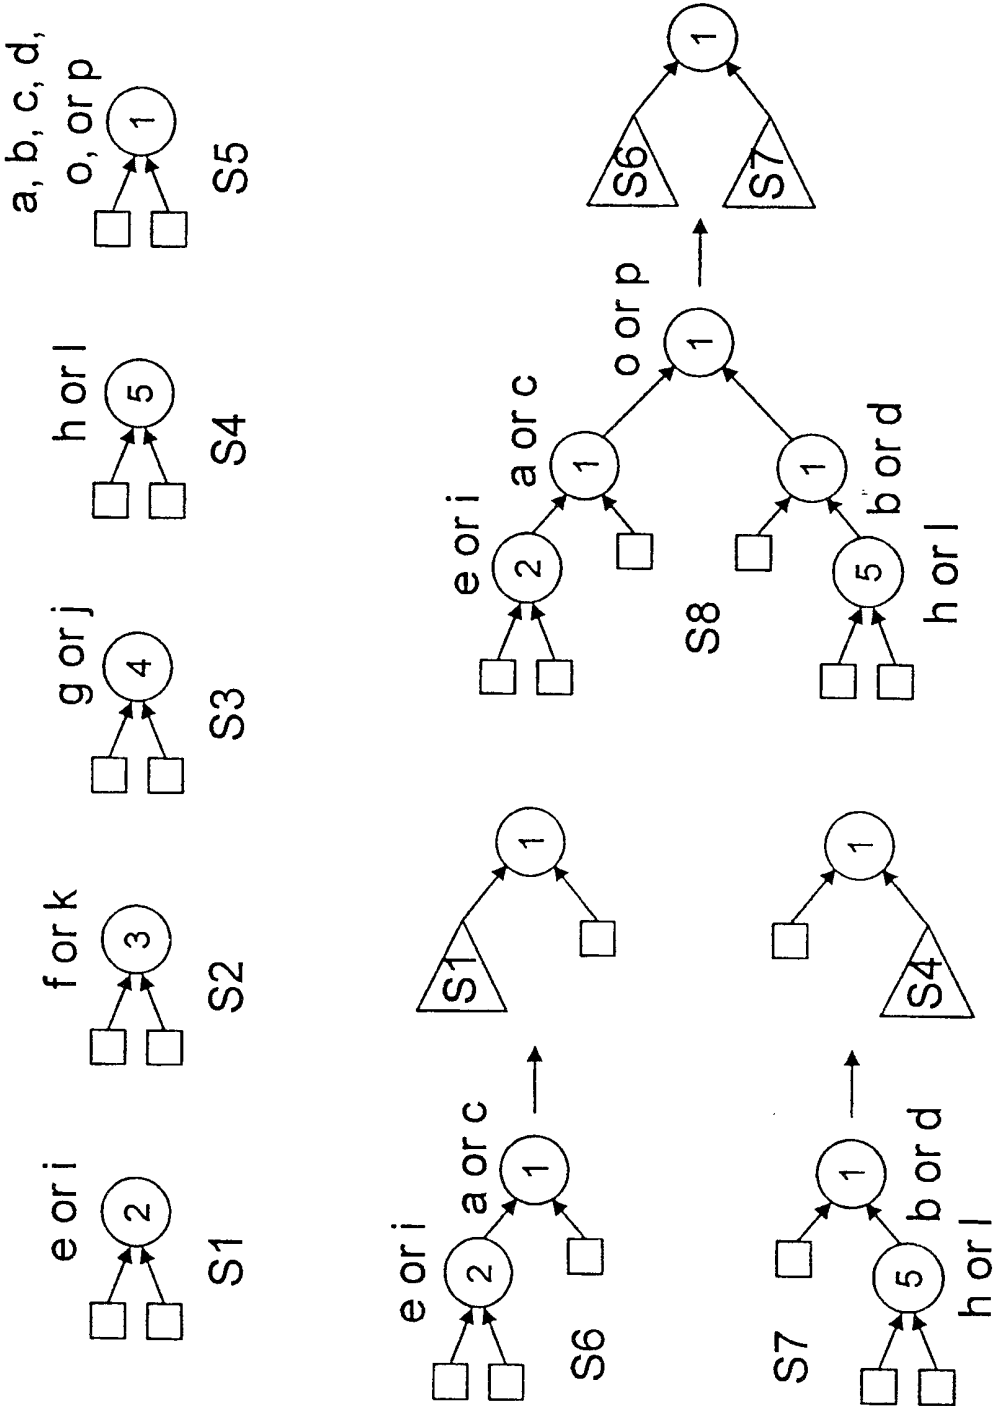 e or i
2
S1
f or k
3
S2
g or j
4
S3
h or l
5
S4
a, b, c, d,
o, or p
1
S5
e or i
2
a or c
1
S6
S1
1
S7
1
5
b or d
h or l
1
S4
e or i
2
a or c
1
o or p
1
S8
1
5
b or d
h or l
S6
S7
1